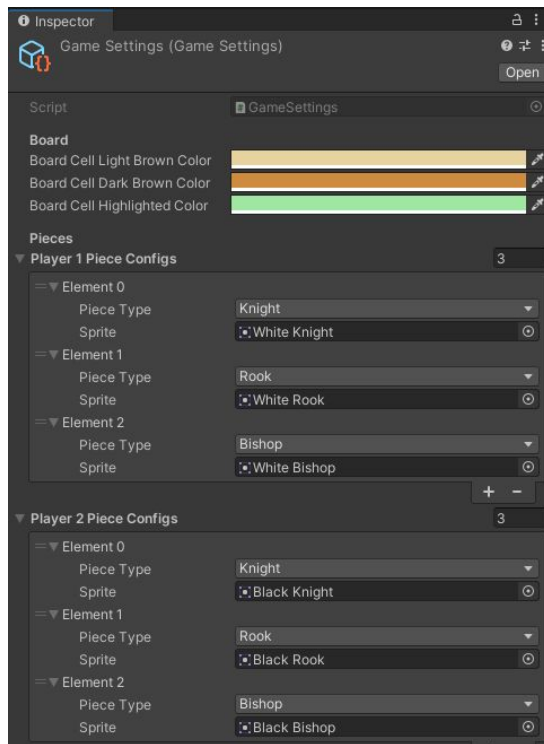 Inspector
Game Settings (Game Settings)
Open
Script GameSettings
Board
Board Cell Light Brown Color
Board Cell Dark Brown Color
Board Cell Highlighted Color
Pieces
Player 1 Piece Configs 3
Element 0
Piece Type Knight
Sprite White Knight
Element 1
Piece Type Rook
Sprite White Rook
Element 2
Piece Type Bishop
Sprite White Bishop
+ −
Player 2 Piece Configs 3
Element 0
Piece Type Knight
Sprite Black Knight
Element 1
Piece Type Rook
Sprite Black Rook
Element 2
Piece Type Bishop
Sprite Black Bishop